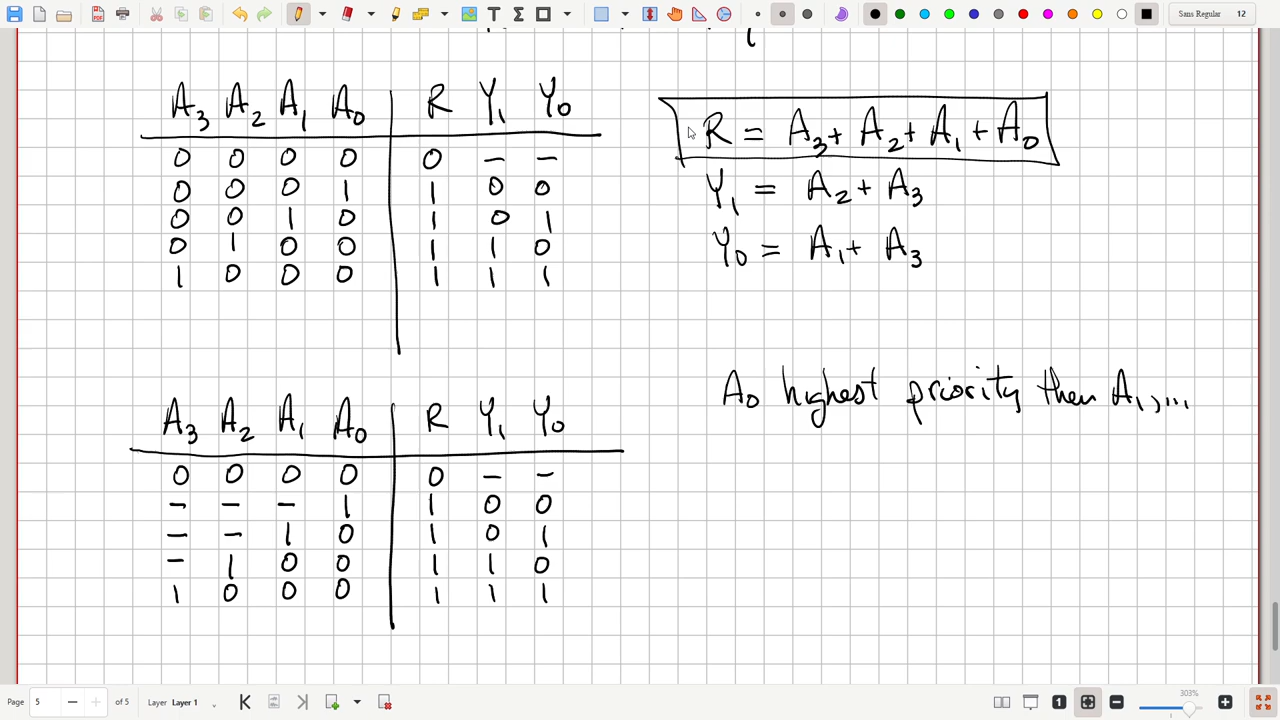 Sans Regular 12
A3 A2 A1 A0 R Y1 Y0
0 0 0 0 0 – –
0 0 0 1 1 0 0
0 0 1 0 1 0 1
0 1 0 0 1 1 0
1 0 0 0 1 1 1
R = A3 + A2 + A1 + A0
Y1 = A2 + A3
Y0 = A1 + A3
A0 highest priority then A1, ...
A3 A2 A1 A0 R Y1 Y0
0 0 0 0 0 – –
– – – 1 1 0 0
– – 1 0 1 0 1
– 1 0 0 1 1 0
1 0 0 0 1 1 1
Page 5 of 5 Layer Layer 1 303%